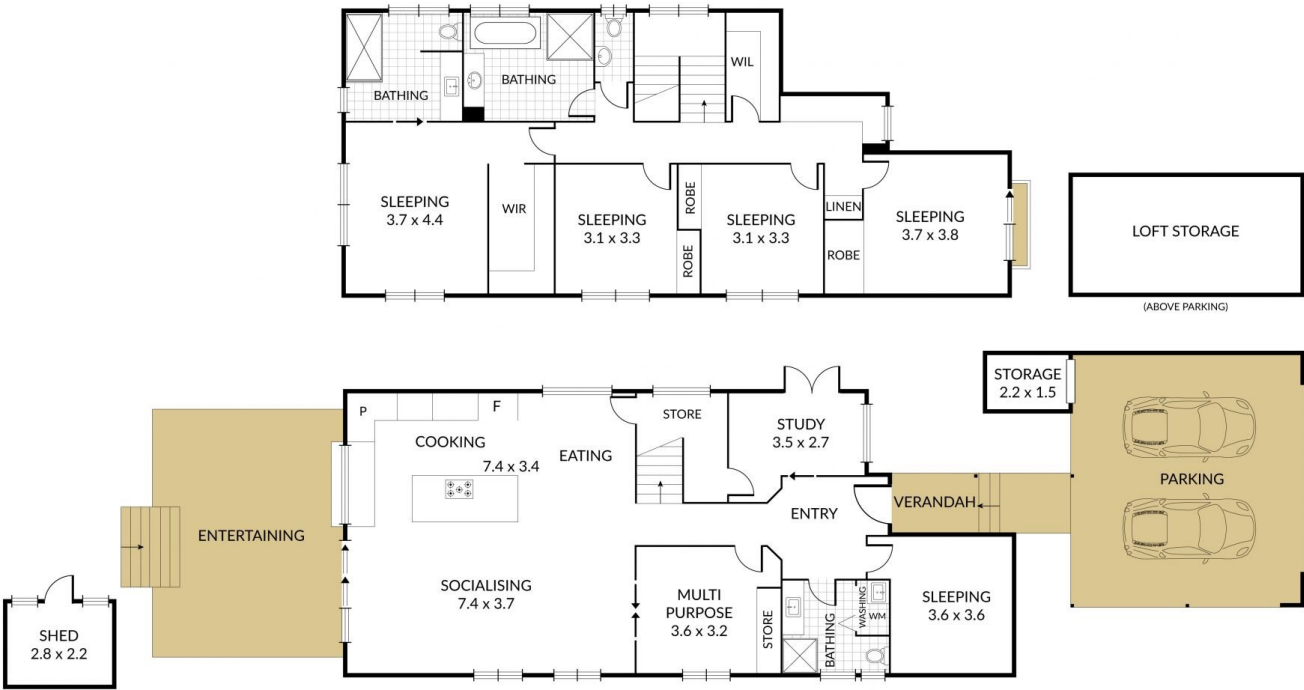 BATHING
BATHING
WIL
SLEEPING
3.7 x 4.4
WIR
SLEEPING
3.1 x 3.3
ROBE
ROBE
SLEEPING
3.1 x 3.3
LINEN
ROBE
SLEEPING
3.7 x 3.8
LOFT STORAGE
(ABOVE PARKING)
P
F
COOKING
7.4 x 3.4
EATING
STORE
STUDY
3.5 x 2.7
STORAGE
2.2 x 1.5
PARKING
VERANDAH
ENTRY
ENTERTAINING
SOCIALISING
7.4 x 3.7
MULTI
PURPOSE
3.6 x 3.2
STORE
BATHING
WASHING
WM
SLEEPING
3.6 x 3.6
SHED
2.8 x 2.2